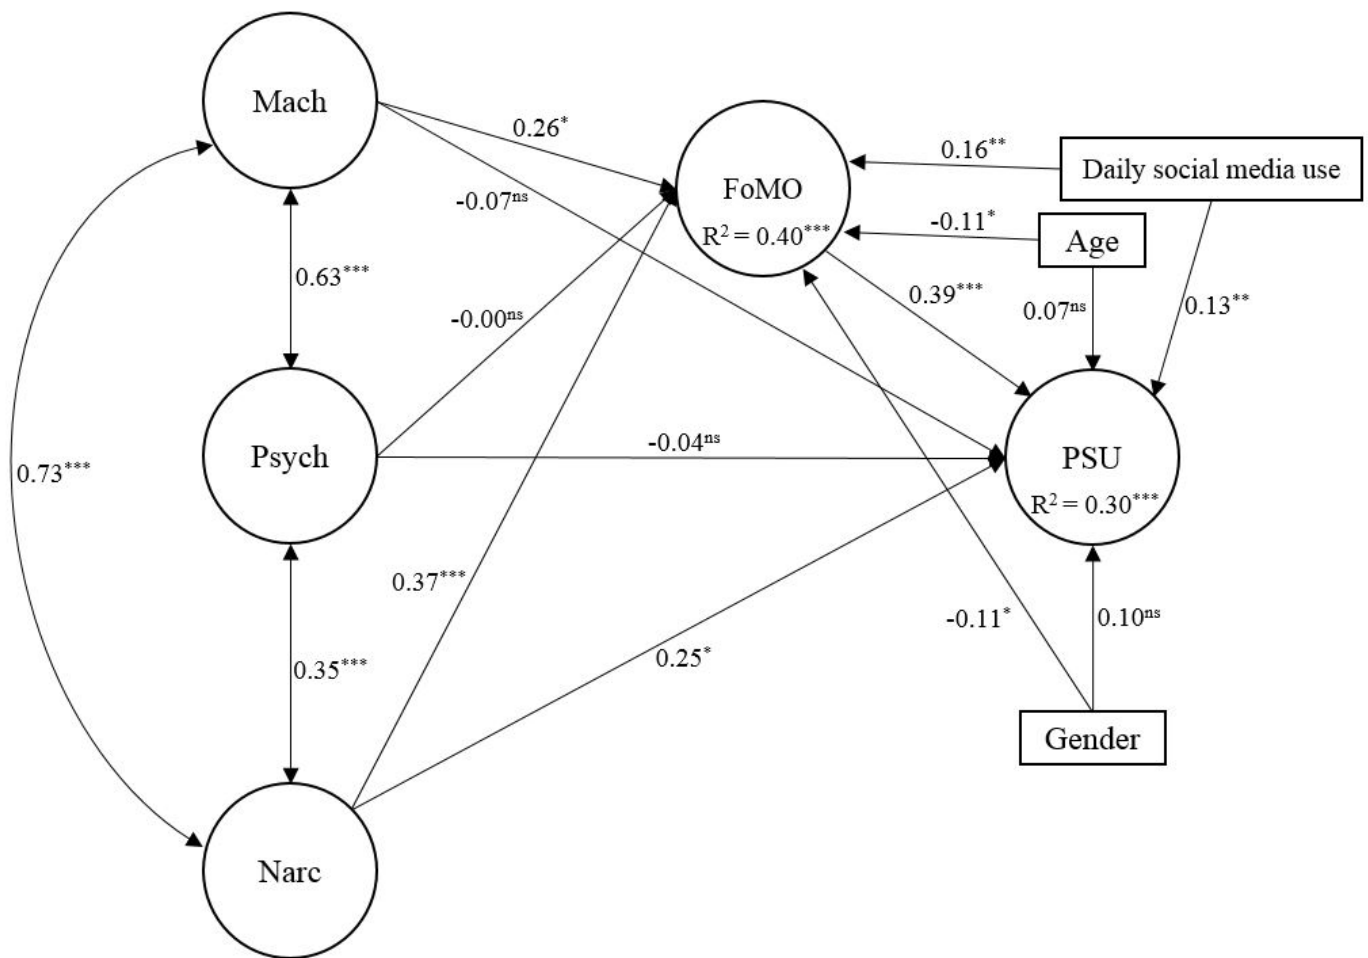 Mach
0.26*
0.16**
Daily social media use
FoMO
-0.07ns
R2 = 0.40***
-0.11*
Age
0.63***
0.39***
0.07ns
0.13**
-0.00ns
Psych
-0.04ns
PSU
0.73***
R2 = 0.30***
0.37***
-0.11*
0.10ns
0.35***
0.25*
Gender
Narc